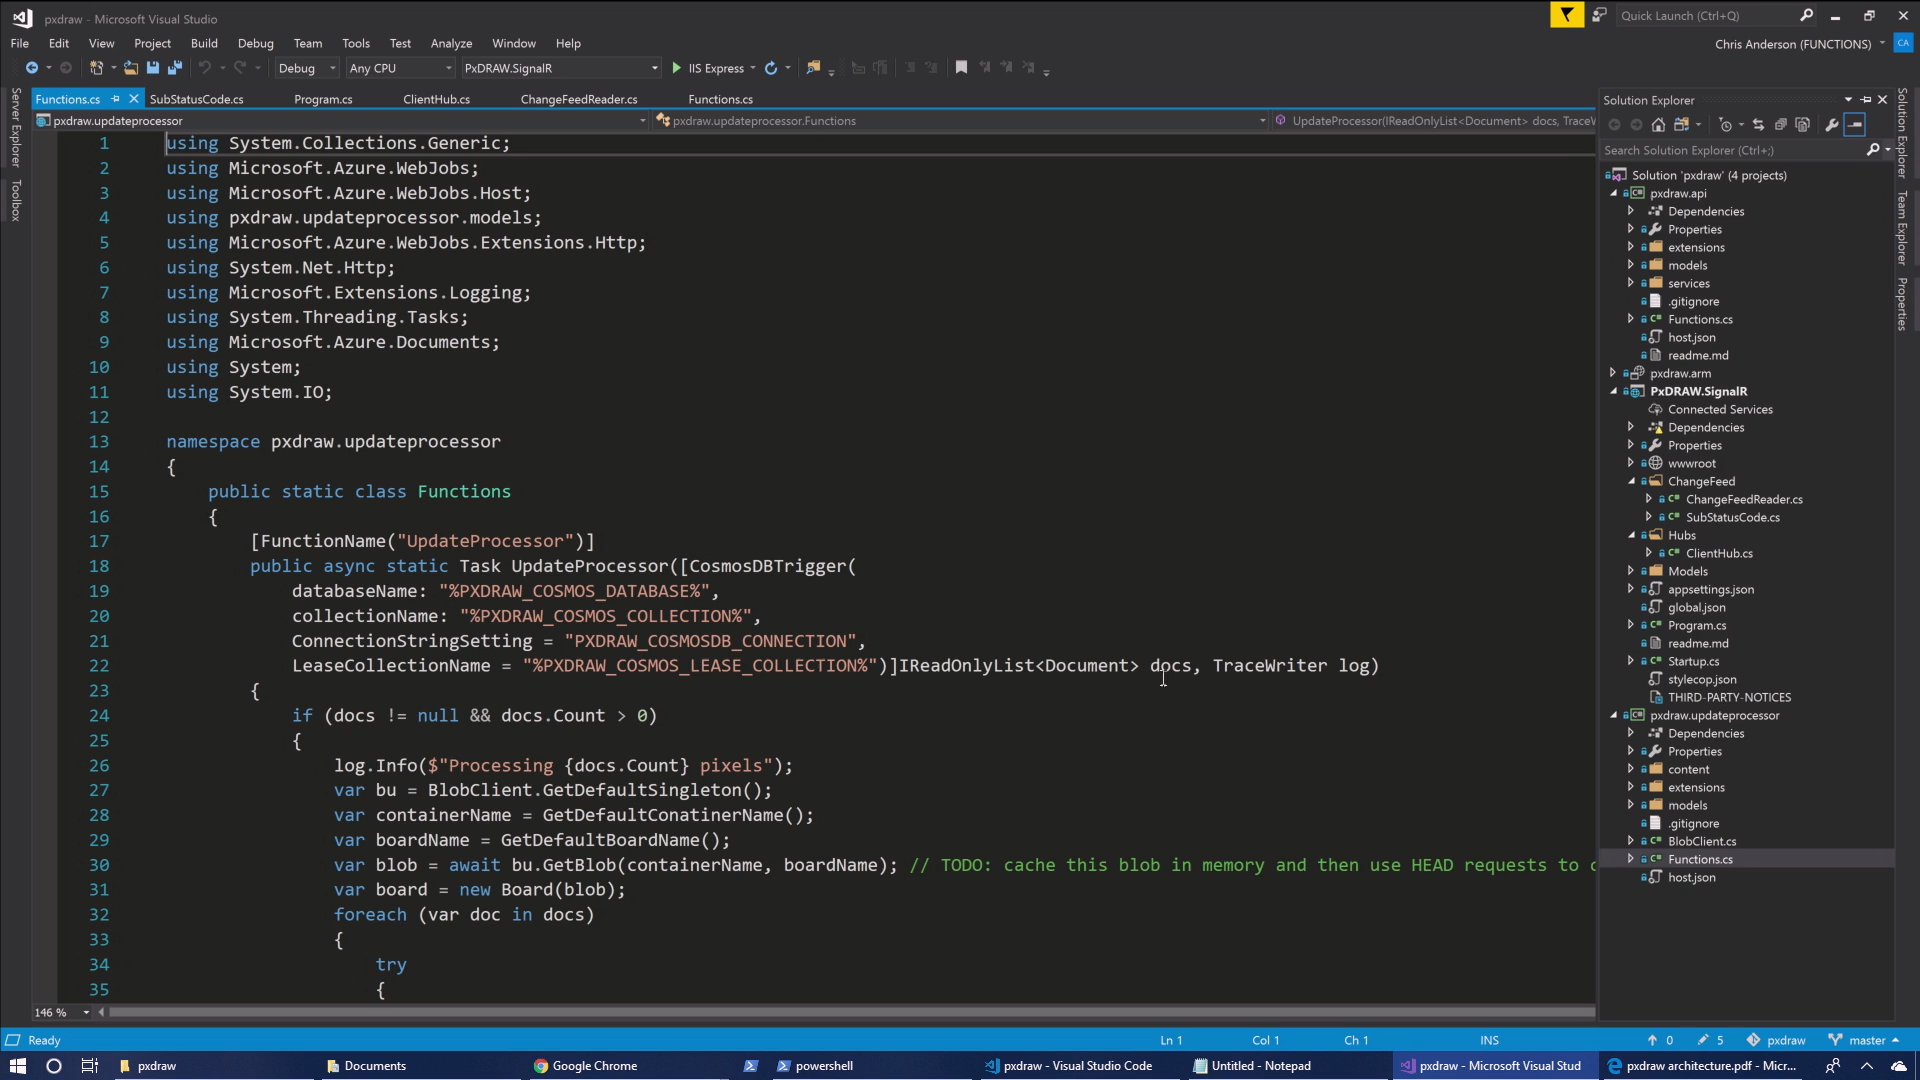 pxdraw - Microsoft Visual Studio
Quick Launch (Ctrl+Q)
File Edit View Project Build Debug Team Tools Test Analyze Window Help
Chris Anderson (FUNCTIONS) CA
Debug Any CPU PxDRAW.SignalR IIS Express
Functions.cs SubStatusCode.cs Program.cs ClientHub.cs ChangeFeedReader.cs Functions.cs
pxdraw.updateprocessor pxdraw.updateprocessor.Functions UpdateProcessor(IReadOnlyList<Document> docs, TraceW
Server Explorer
Toolbox
1 using System.Collections.Generic;
2 using Microsoft.Azure.WebJobs;
3 using Microsoft.Azure.WebJobs.Host;
4 using pxdraw.updateprocessor.models;
5 using Microsoft.Azure.WebJobs.Extensions.Http;
6 using System.Net.Http;
7 using Microsoft.Extensions.Logging;
8 using System.Threading.Tasks;
9 using Microsoft.Azure.Documents;
10 using System;
11 using System.IO;
12
13 namespace pxdraw.updateprocessor
14 {
15 public static class Functions
16 {
17 [FunctionName("UpdateProcessor")]
18 public async static Task UpdateProcessor([CosmosDBTrigger(
19 databaseName: "%PXDRAW_COSMOS_DATABASE%",
20 collectionName: "%PXDRAW_COSMOS_COLLECTION%",
21 ConnectionStringSetting = "PXDRAW_COSMOSDB_CONNECTION",
22 LeaseCollectionName = "%PXDRAW_COSMOS_LEASE_COLLECTION%")]IReadOnlyList<Document> docs, TraceWriter log)
23 {
24 if (docs != null && docs.Count > 0)
25 {
26 log.Info($"Processing {docs.Count} pixels");
27 var bu = BlobClient.GetDefaultSingleton();
28 var containerName = GetDefaultConatinerName();
29 var boardName = GetDefaultBoardName();
30 var blob = await bu.GetBlob(containerName, boardName); // TODO: cache this blob in memory and then use HEAD requests to
31 var board = new Board(blob);
32 foreach (var doc in docs)
33 {
34 try
35 {
146 %
Solution Explorer
Search Solution Explorer (Ctrl+;)
Solution 'pxdraw' (4 projects)
pxdraw.api
Dependencies
Properties
extensions
models
services
.gitignore
Functions.cs
host.json
readme.md
pxdraw.arm
PxDRAW.SignalR
Connected Services
Dependencies
Properties
wwwroot
ChangeFeed
ChangeFeedReader.cs
SubStatusCode.cs
Hubs
ClientHub.cs
Models
appsettings.json
global.json
Program.cs
readme.md
Startup.cs
stylecop.json
THIRD-PARTY-NOTICES
pxdraw.updateprocessor
Dependencies
Properties
content
extensions
models
.gitignore
BlobClient.cs
Functions.cs
host.json
Solution Explorer
Team Explorer
Properties
Ready Ln 1 Col 1 Ch 1 INS 0 5 pxdraw master
pxdraw Documents Google Chrome powershell pxdraw - Visual Studio Code Untitled - Notepad pxdraw - Microsoft Visual Stud pxdraw architecture.pdf - Micr...